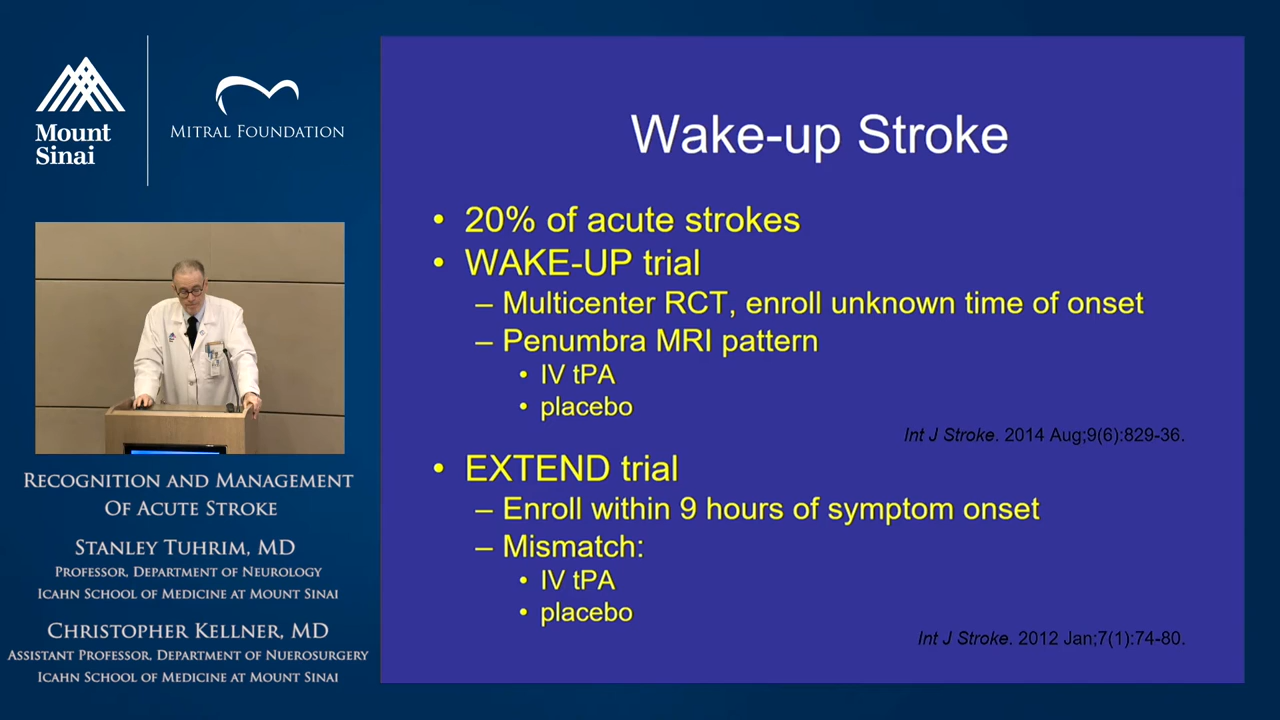 Mount
Sinai
Mitral Foundation
Recognition and Management
Of Acute Stroke
Stanley Tuhrim, MD
Professor, Department of Neurology
Icahn School of Medicine at Mount Sinai
Christopher Kellner, MD
Assistant Professor, Department of Nuerosurgery
Icahn School of Medicine at Mount Sinai
Wake-up Stroke
• 20% of acute strokes
• WAKE-UP trial
– Multicenter RCT, enroll unknown time of onset
– Penumbra MRI pattern
• IV tPA
• placebo
Int J Stroke. 2014 Aug;9(6):829-36.
• EXTEND trial
– Enroll within 9 hours of symptom onset
– Mismatch:
• IV tPA
• placebo
Int J Stroke. 2012 Jan;7(1):74-80.